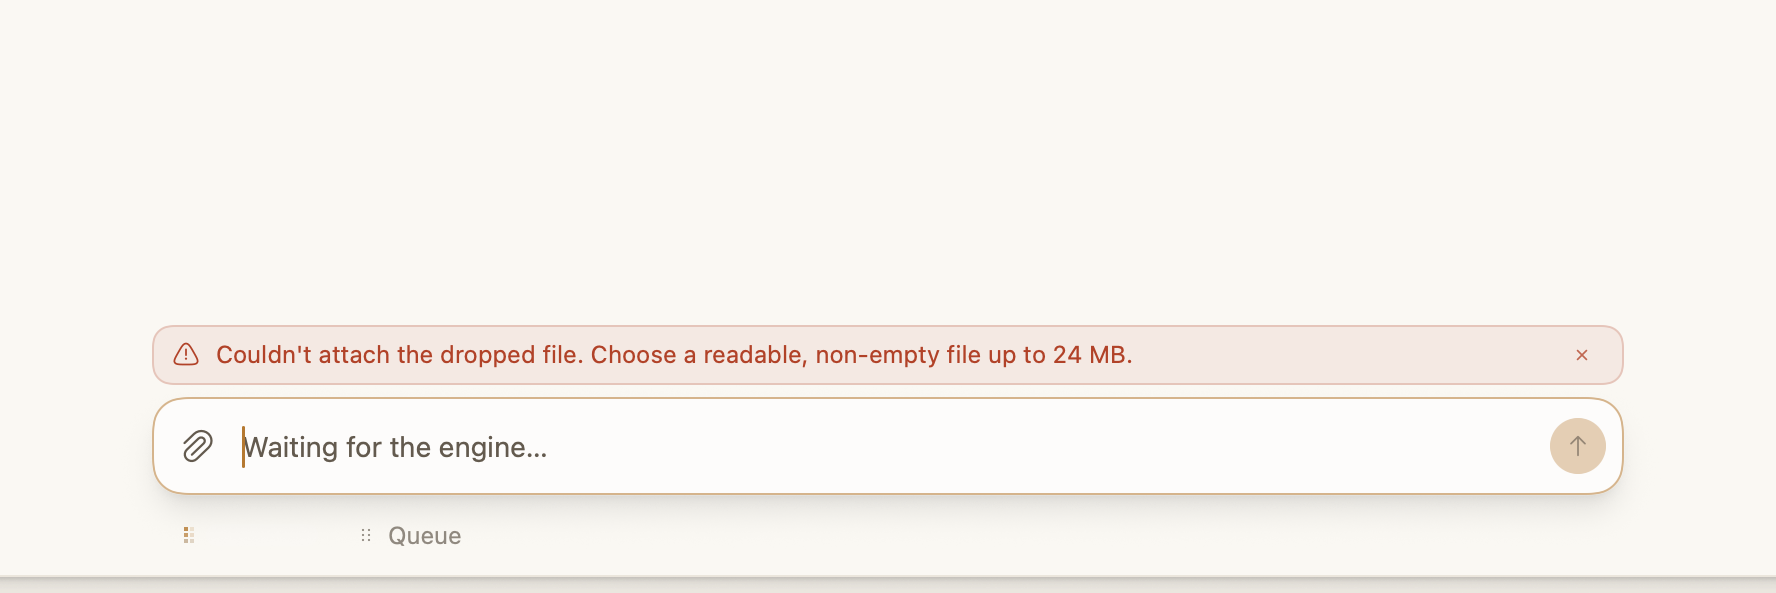 Couldn't attach the dropped file. Choose a readable, non-empty file up to 24 MB.
Waiting for the engine...
Queue